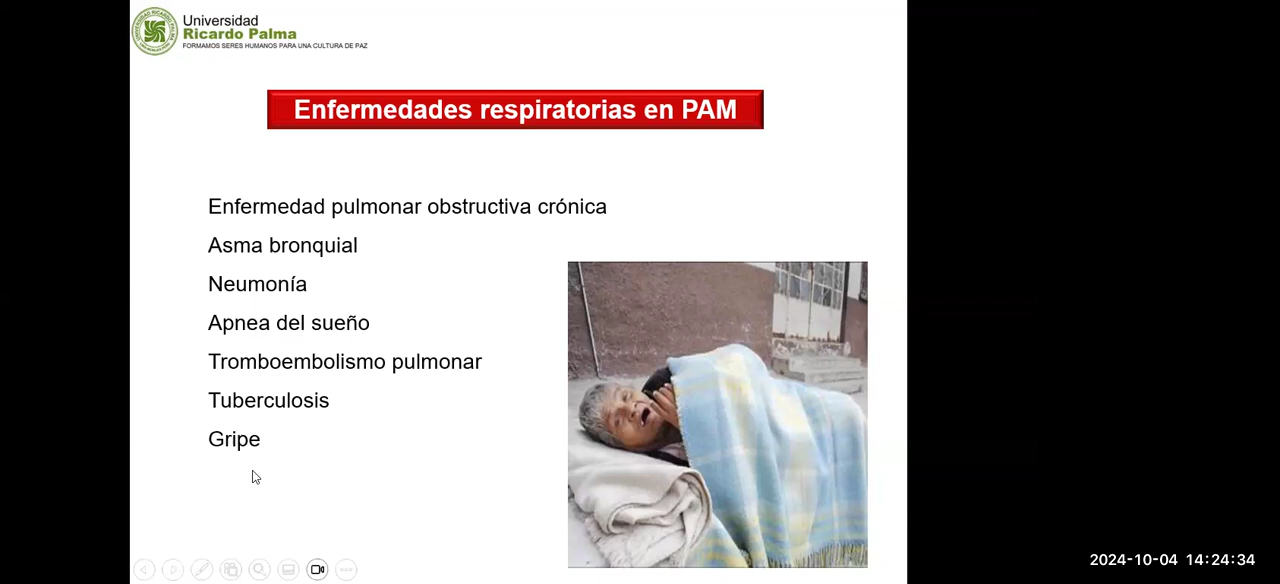 Universidad
Ricardo Palma
FORMAMOS SERES HUMANOS PARA UNA CULTURA DE PAZ
Enfermedades respiratorias en PAM
Enfermedad pulmonar obstructiva crónica
Asma bronquial
Neumonía
Apnea del sueño
Tromboembolismo pulmonar
Tuberculosis
Gripe
2024-10-04 14:24:34